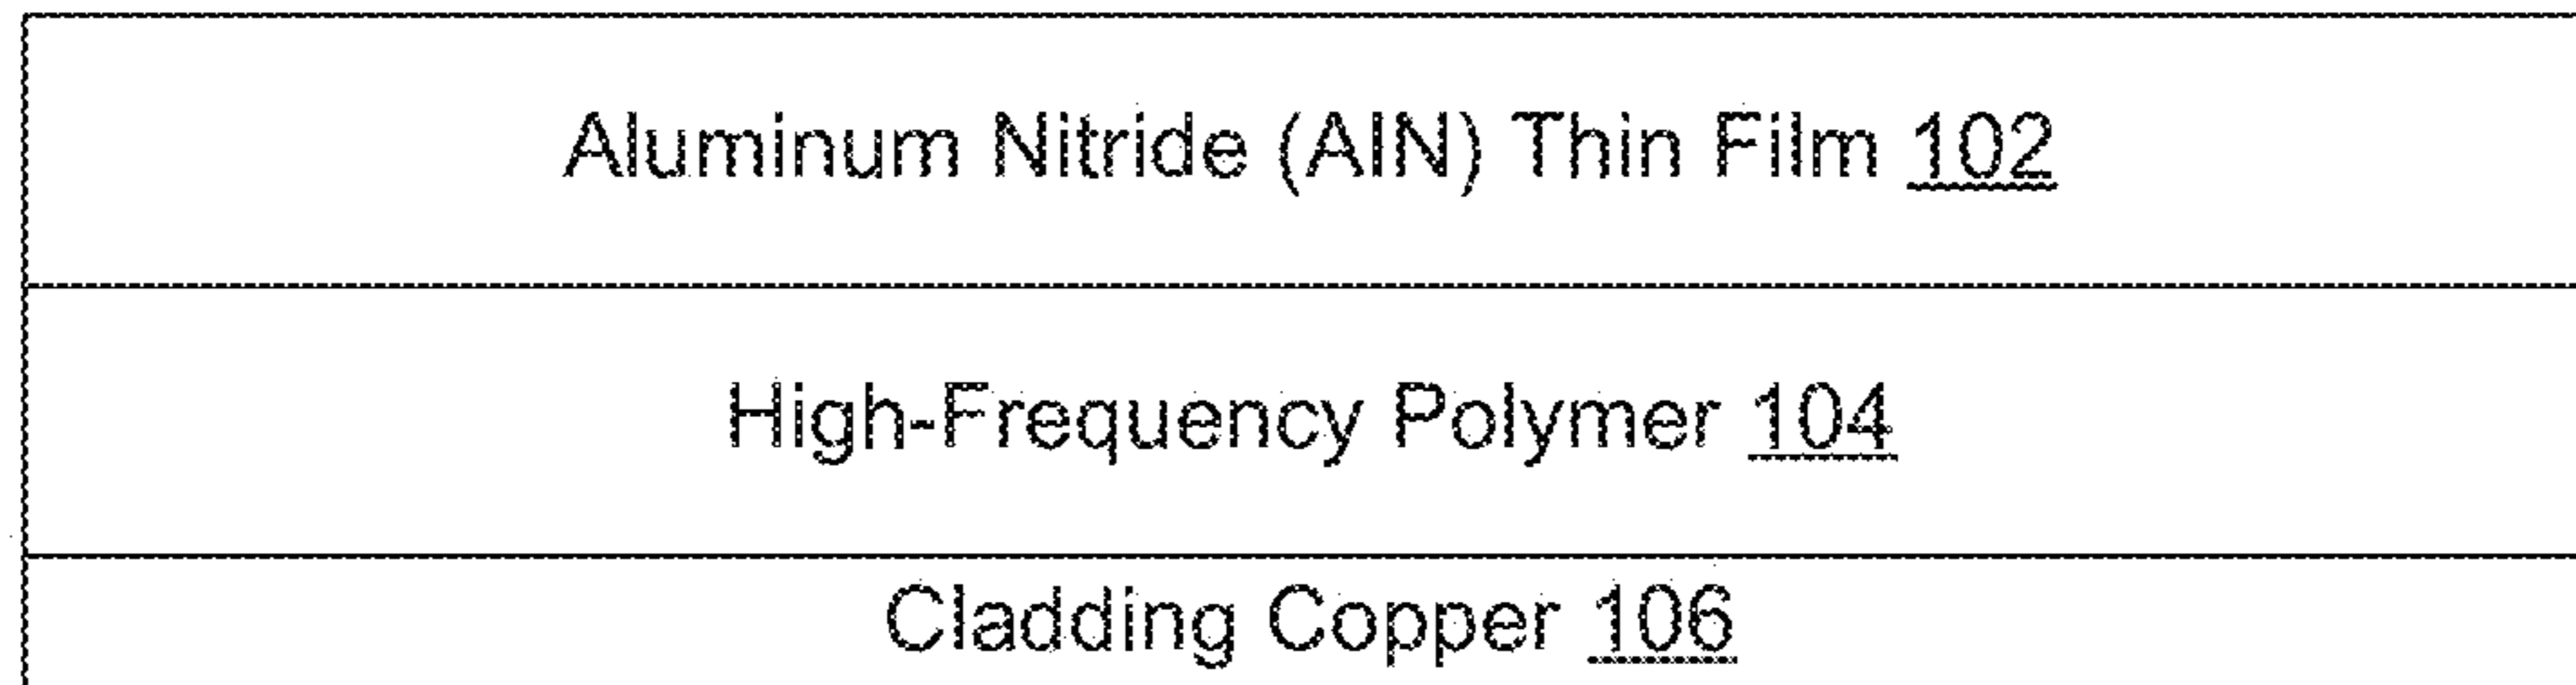 Aluminum Nitride (AlN) Thin Film 102
High-Frequency Polymer 104
Cladding Copper 106